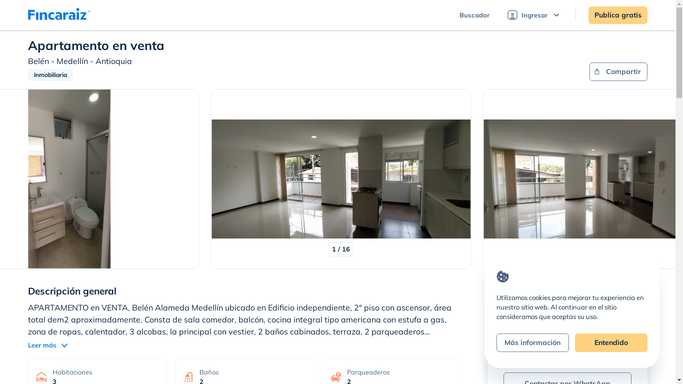 Fincaraiz
Buscador
Ingresar
Publica gratis
Apartamento en venta
Belén - Medellín - Antioquia
Inmobiliaria
Compartir
1 / 16
Descripción general
APARTAMENTO en VENTA, Belén Alameda Medellín ubicado en Edificio independiente, 2° piso con ascensor, área
total dem2 aproximadamente. Consta de sala comedor, balcón, cocina integral tipo americana con estufa a gas,
zona de ropas, calentador, 3 alcobas, la principal con vestier, 2 baños cabinados, terraza, 2 parqueaderos...
Leer más
Habitaciones
3
Baños
2
Parqueaderos
2
Utilizamos cookies para mejorar tu experiencia en
nuestro sitio web. Al continuar en el sitio
consideramos que aceptas su uso.
Más información
Entendido
Contactar por WhatsApp